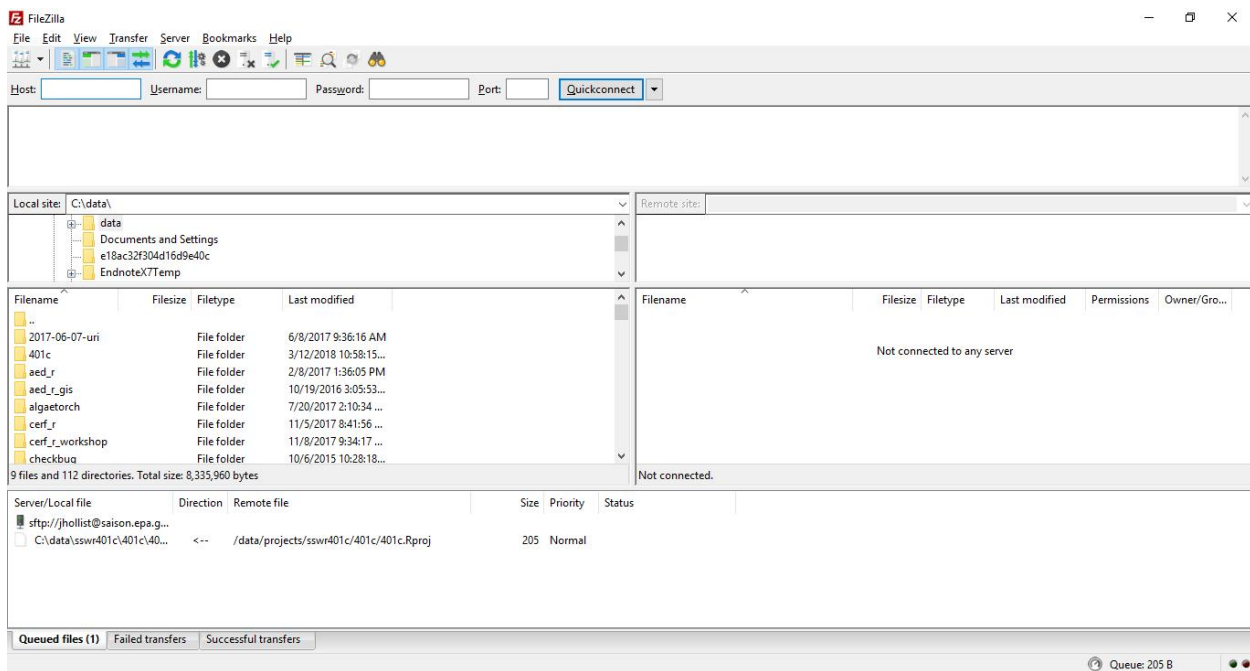 FileZilla
File Edit View Transfer Server Bookmarks Help
Host: Username: Password: Port: Quickconnect
Local site: C:\data\ Remote site:
data
Documents and Settings
e18ac32f304d16d9e40c
EndnoteX7Temp
Filename Filesize Filetype Last modified
..
2017-06-07-uri File folder 6/8/2017 9:36:16 AM
401c File folder 3/12/2018 10:58:15...
aed_r File folder 2/8/2017 1:36:05 PM
aed_r_gis File folder 10/19/2016 3:05:53...
algaetorch File folder 7/20/2017 2:10:34 ...
cerf_r File folder 11/5/2017 8:41:56 ...
cerf_r_workshop File folder 11/8/2017 9:34:17 ...
checkbug File folder 10/6/2015 10:28:18...
9 files and 112 directories. Total size: 8,335,960 bytes
Filename Filesize Filetype Last modified Permissions Owner/Gro...
Not connected to any server
Not connected.
Server/Local file Direction Remote file Size Priority Status
sftp://jhollist@saison.epa.g...
C:\data\sswr401c\401c\40... <-- /data/projects/sswr401c/401c/401c.Rproj 205 Normal
Queued files (1) Failed transfers Successful transfers
Queue: 205 B